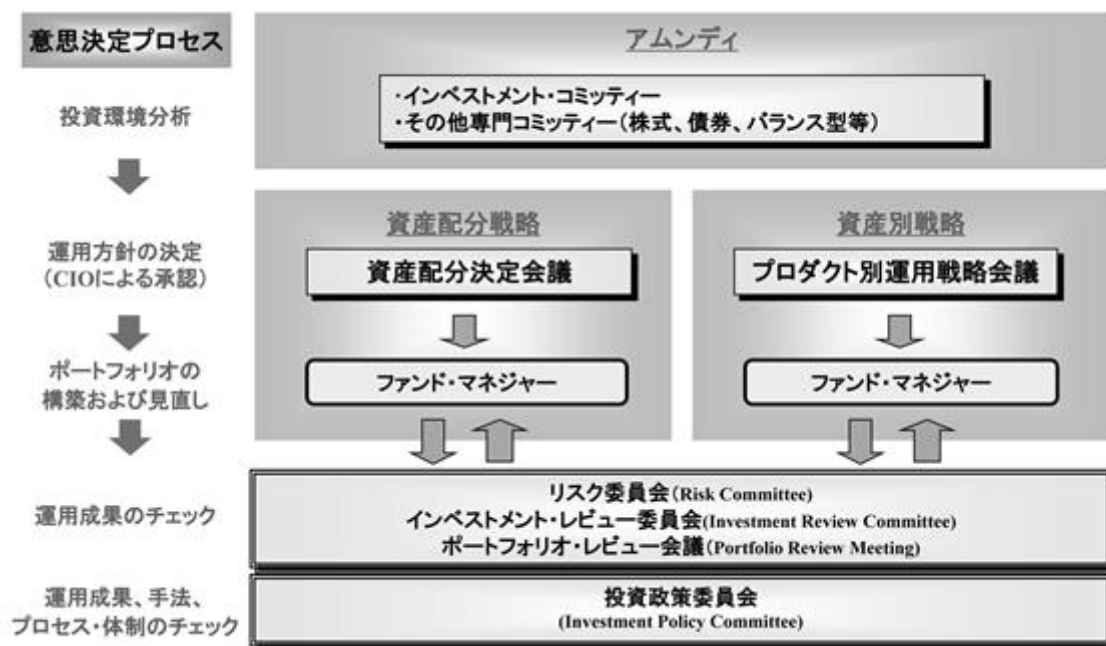 意思決定プロセス
アムンディ
投資環境分析
・インベストメント・コミッティー
・その他専門コミッティー(株式、債券、バランス型等)
運用方針の決定
(CIOによる承認)
資産配分戦略
資産配分決定会議
資産別戦略
プロダクト別運用戦略会議
ポートフォリオの
構築および見直し
ファンド・マネジャー
ファンド・マネジャー
運用成果のチェック
リスク委員会(Risk Committee)
インベストメント・レビュー委員会(Investment Review Committee)
ポートフォリオ・レビュー会議(Portfolio Review Meeting)
運用成果、手法、
プロセス・体制のチェック
投資政策委員会
(Investment Policy Committee)